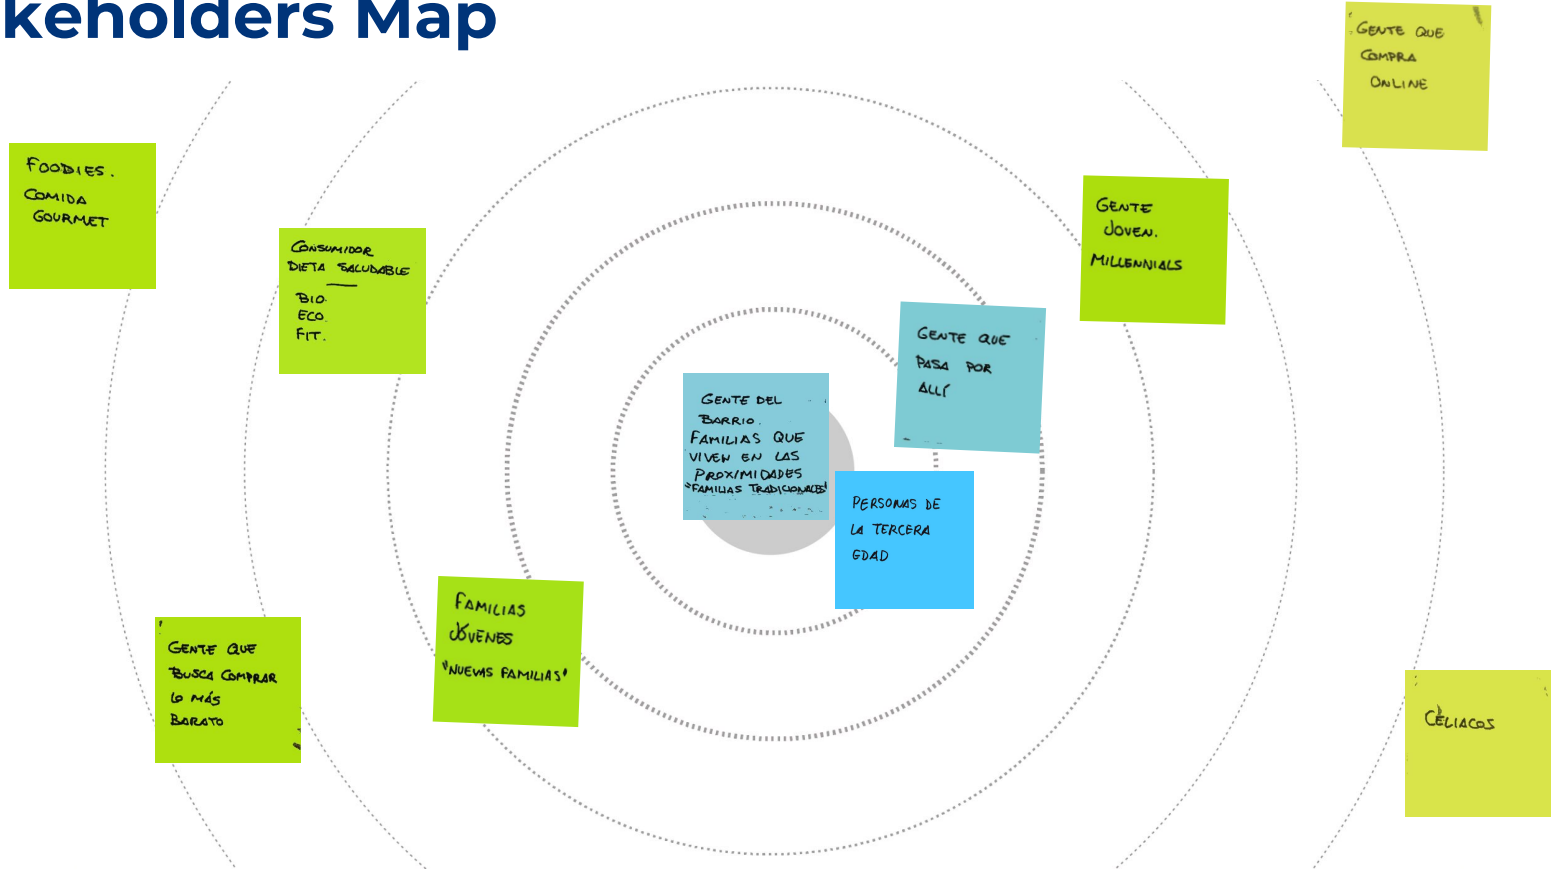 keholders Map
GENTE QUE
COMPRA
ONLINE
FOODIES.
COMIDA
GOURMET
GENTE
JOVEN.
MILLENNIALS
CONSUMIDOR
DIETA SALUDABLE
BIO.
ECO.
FIT.
GENTE QUE
PASA POR
ALLÍ
GENTE DEL
BARRIO.
FAMILIAS QUE
VIVEN EN LAS
PROXIMIDADES
"FAMILIAS TRADICIONALES"
PERSONAS DE
LA TERCERA
EDAD
FAMILIAS
JÓVENES
"NUEVAS FAMILIAS"
GENTE QUE
BUSCA COMPRAR
LO MÁS
BARATO
CÉLIACOS